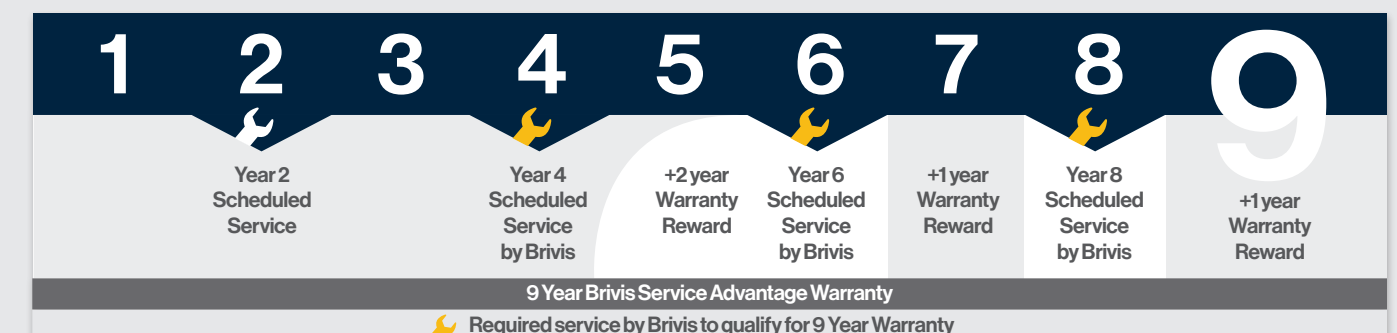 1 2 3 4 5 6 7 8 9
Year 2
Scheduled
Service
Year 4
Scheduled
Service
by Brivis
+2 year
Warranty
Reward
Year 6
Scheduled
Service
by Brivis
+1 year
Warranty
Reward
Year 8
Scheduled
Service
by Brivis
+1 year
Warranty
Reward
9 Year Brivis Service Advantage Warranty
Required service by Brivis to qualify for 9 Year Warranty